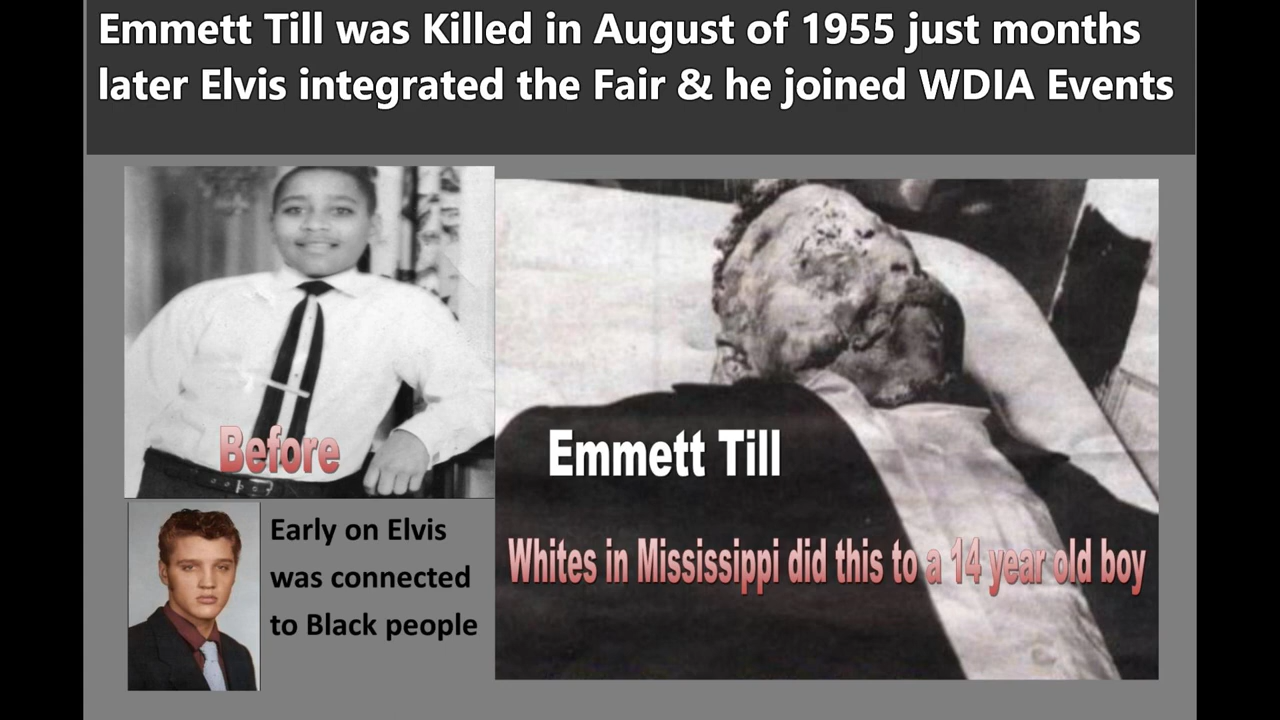 Emmett Till was Killed in August of 1955 just months
later Elvis integrated the Fair & he joined WDIA Events
Before
Emmett Till
Whites in Mississippi did this to a 14 year old boy
Early on Elvis
was connected
to Black people